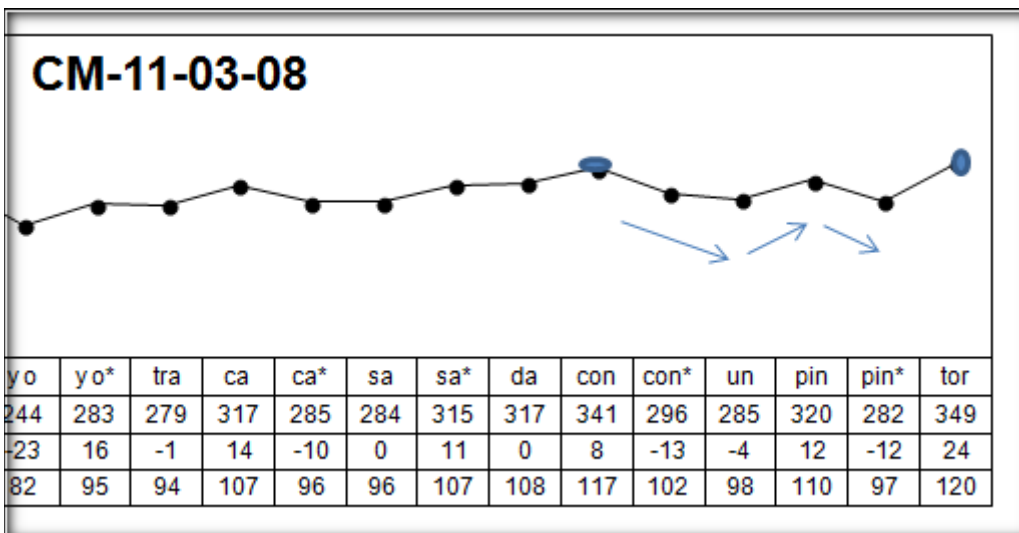 CM-11-03-08
yo yo* tra ca ca* sa sa* da con con* un pin pin* tor
244 283 279 317 285 284 315 317 341 296 285 320 282 349
-23 16 -1 14 -10 0 11 0 8 -13 -4 12 -12 24
82 95 94 107 96 96 107 108 117 102 98 110 97 120